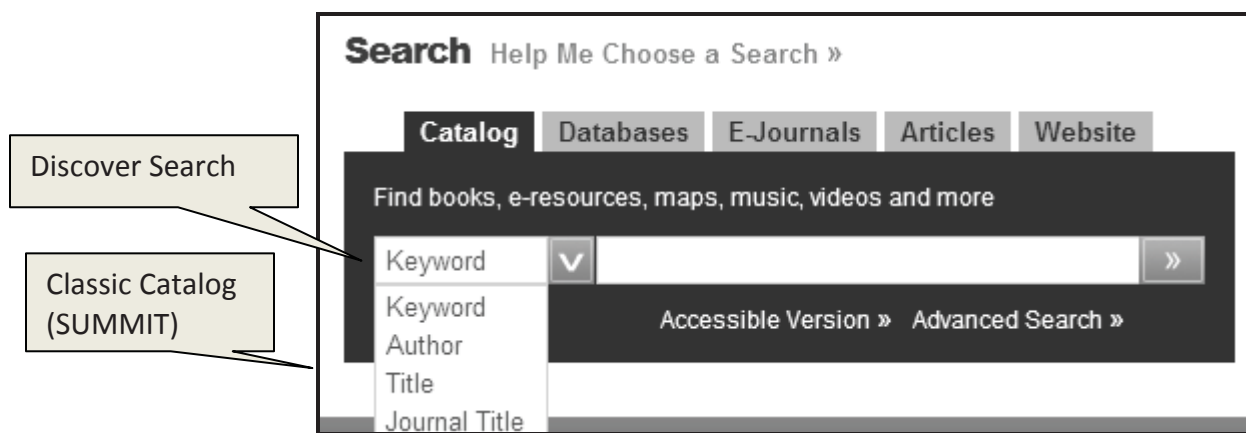 Search Help Me Choose a Search »
Catalog Databases E-Journals Articles Website
Discover Search
Find books, e-resources, maps, music, videos and more
Keyword V »
Classic Catalog
(SUMMIT)
Keyword
Accessible Version » Advanced Search »
Author
Title
Journal Title